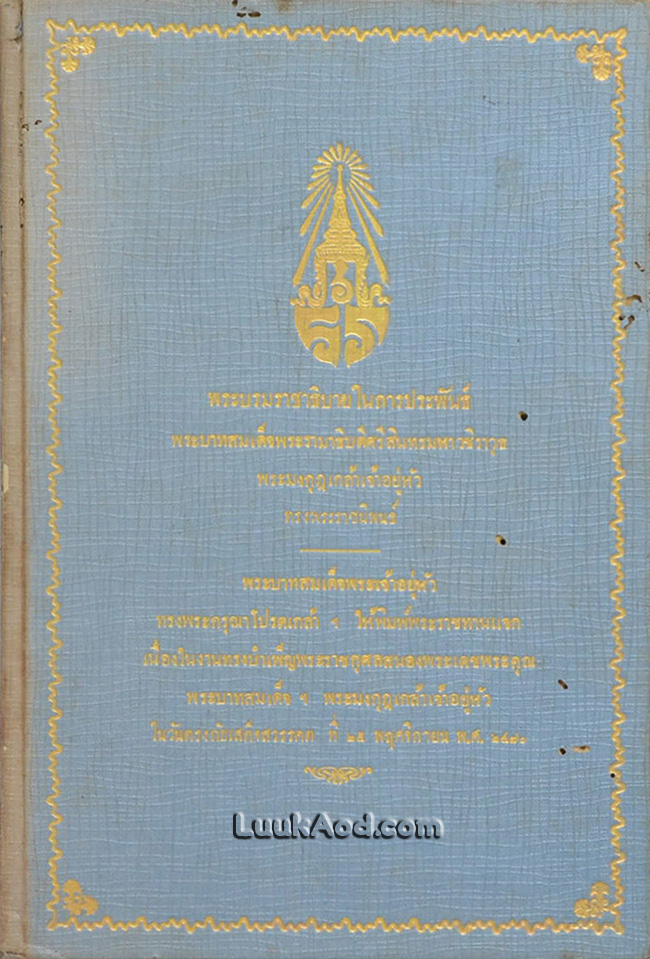 รร ๖
พระบรมราชาธิบายในการประพันธ์
พระบาทสมเด็จพระรามาธิบดีศรีสินทรมหาวชิราวุธ
พระมงกุฎเกล้าเจ้าอยู่หัว
ทรงพระราชนิพนธ์
พระบาทสมเด็จพระเจ้าอยู่หัว
ทรงพระกรุณาโปรดเกล้า ฯ ให้พิมพ์พระราชทานแจก
เนื่องในงานทรงบำเพ็ญพระราชกุศลสนองพระเดชพระคุณ
พระบาทสมเด็จ ฯ พระมงกุฎเกล้าเจ้าอยู่หัว
ในวันตรงกับเสด็จสวรรคต ที่ ๒๕ พฤศจิกายน พ.ศ.
LuukAod.com